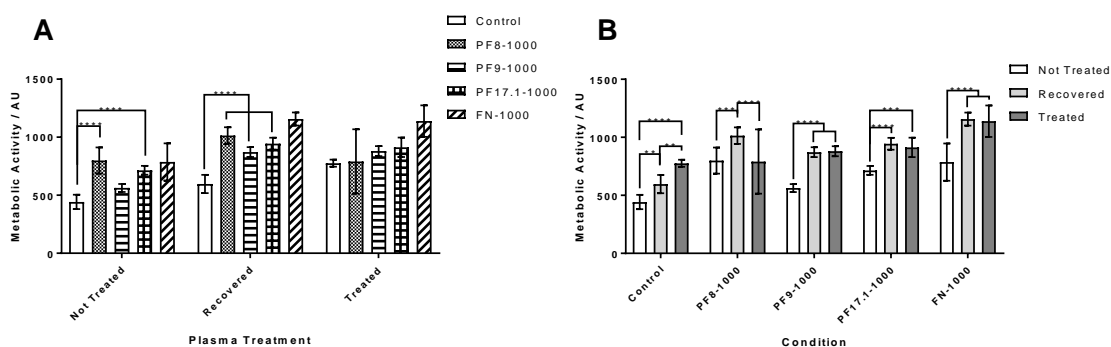 A
Control
PF8-1000
PF9-1000
PF17.1-1000
FN-1000
Metabolic Activity / AU
1500
1000
500
0
****
****
****
Not Treated
Recovered
Treated
Plasma Treatment
B
Not Treated
Recovered
Treated
Metabolic Activity / AU
1500
1000
500
0
****
**
**
****
****
****
***
****
****
Control
PF8-1000
PF9-1000
PF17.1-1000
FN-1000
Condition